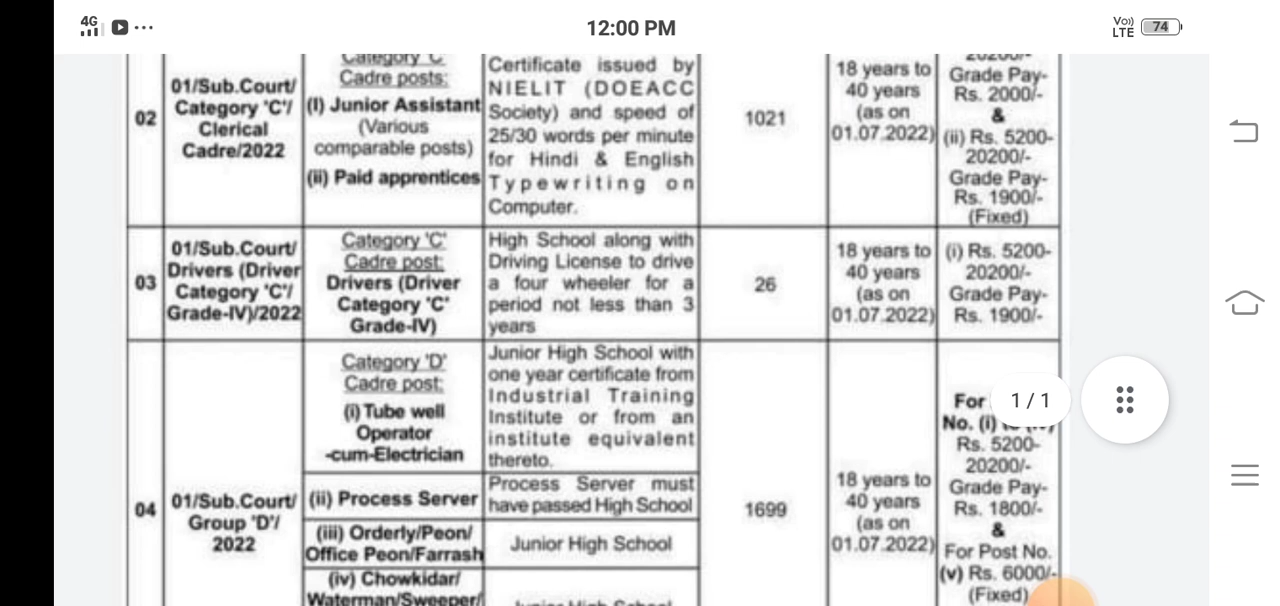 4G
12:00 PM
Vo))
LTE
74
02
01/Sub.Court/
Category 'C'/
Clerical
Cadre/2022
Category 'C'
Cadre posts:
(I) Junior Assistant
(Various
comparable posts)
(ii) Paid apprentices
Certificate issued by
NIELIT (DOEACC
Society) and speed of
25/30 words per minute
for Hindi & English
Typewriting on
Computer.
1021
18 years to
40 years
(as on
01.07.2022)
20200/-
Grade Pay-
Rs. 2000/-
&
(ii) Rs. 5200-
20200/-
Grade Pay-
Rs. 1900/-
(Fixed)
03
01/Sub.Court/
Drivers (Driver
Category 'C'/
Grade-IV)/2022
Category 'C'
Cadre post:
Drivers (Driver
Category 'C'
Grade-IV)
High School along with
Driving License to drive
a four wheeler for a
period not less than 3
years
26
18 years to
40 years
(as on
01.07.2022)
(i) Rs. 5200-
20200/-
Grade Pay-
Rs. 1900/-
04
01/Sub.Court/
Group 'D'/
2022
Category 'D'
Cadre post:
(i) Tube well
Operator
-cum-Electrician
Junior High School with
one year certificate from
Industrial Training
Institute or from an
institute equivalent
thereto.
(ii) Process Server
Process Server must
have passed High School
(iii) Orderly/Peon/
Office Peon/Farrash
Junior High School
(iv) Chowkidar/
Waterman/Sweeper/
Junior High School
1699
18 years to
40 years
(as on
01.07.2022)
For
No. (i)
Rs. 5200-
20200/-
Grade Pay-
Rs. 1800/-
&
For Post No.
(v) Rs. 6000/-
(Fixed)
1 / 1